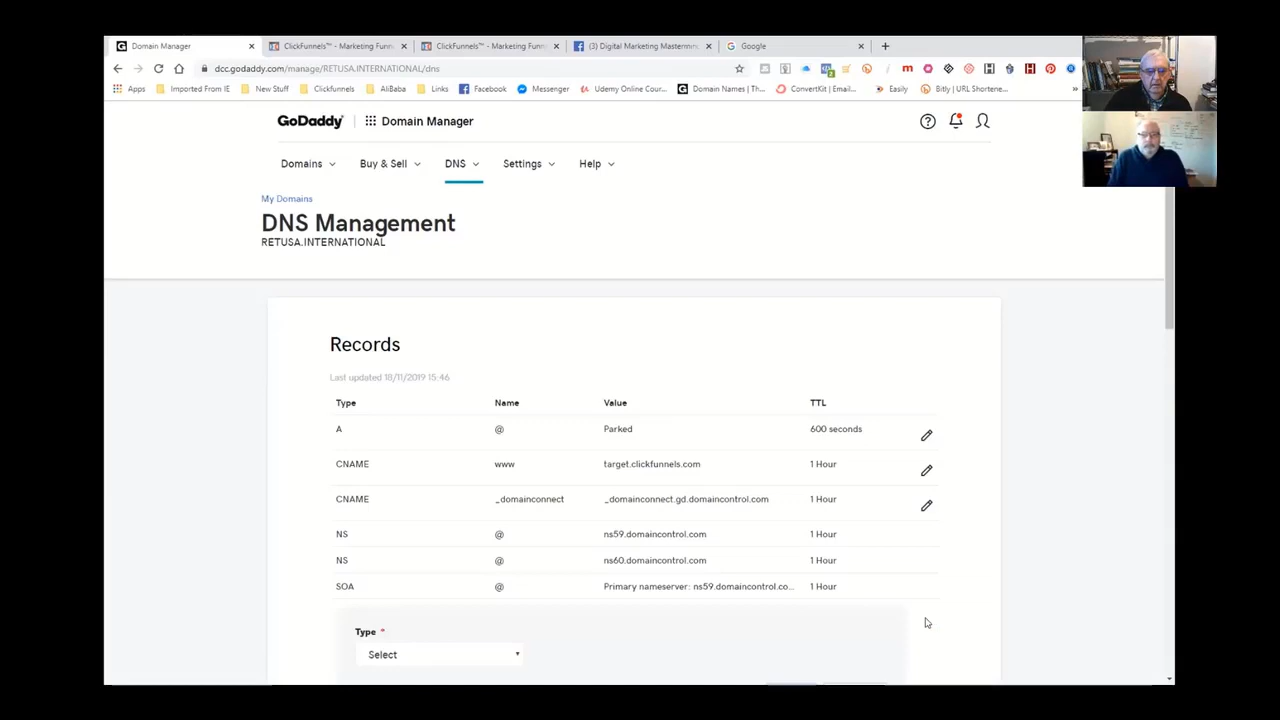 Domain Manager
ClickFunnels™ - Marketing Funn
ClickFunnels™ - Marketing Funn
(3) Digital Marketing Mastermin
Google
dcc.godaddy.com/manage/RETUSA.INTERNATIONAL/dns
Apps
Imported From IE
New Stuff
Clickfunnels
AliBaba
Links
Facebook
Messenger
Udemy Online Cour...
Domain Names | Th...
ConvertKit | Email...
Easily
Bitly | URL Shortene...
GoDaddy
Domain Manager
Domains
Buy & Sell
DNS
Settings
Help
My Domains
DNS Management
RETUSA.INTERNATIONAL
Records
Last updated 18/11/2019 15:46
Type Name Value TTL
A @ Parked 600 seconds
CNAME www target.clickfunnels.com 1 Hour
CNAME _domainconnect _domainconnect.gd.domaincontrol.com 1 Hour
NS @ ns59.domaincontrol.com 1 Hour
NS @ ns60.domaincontrol.com 1 Hour
SOA @ Primary nameserver: ns59.domaincontrol.co... 1 Hour
Type *
Select